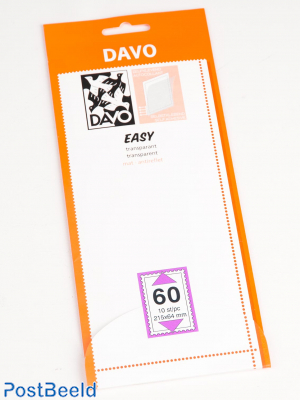 DAVO
DAVO
EASY
transparant
transparent
60
10 st/pc
215x64 mm
PostBeeld